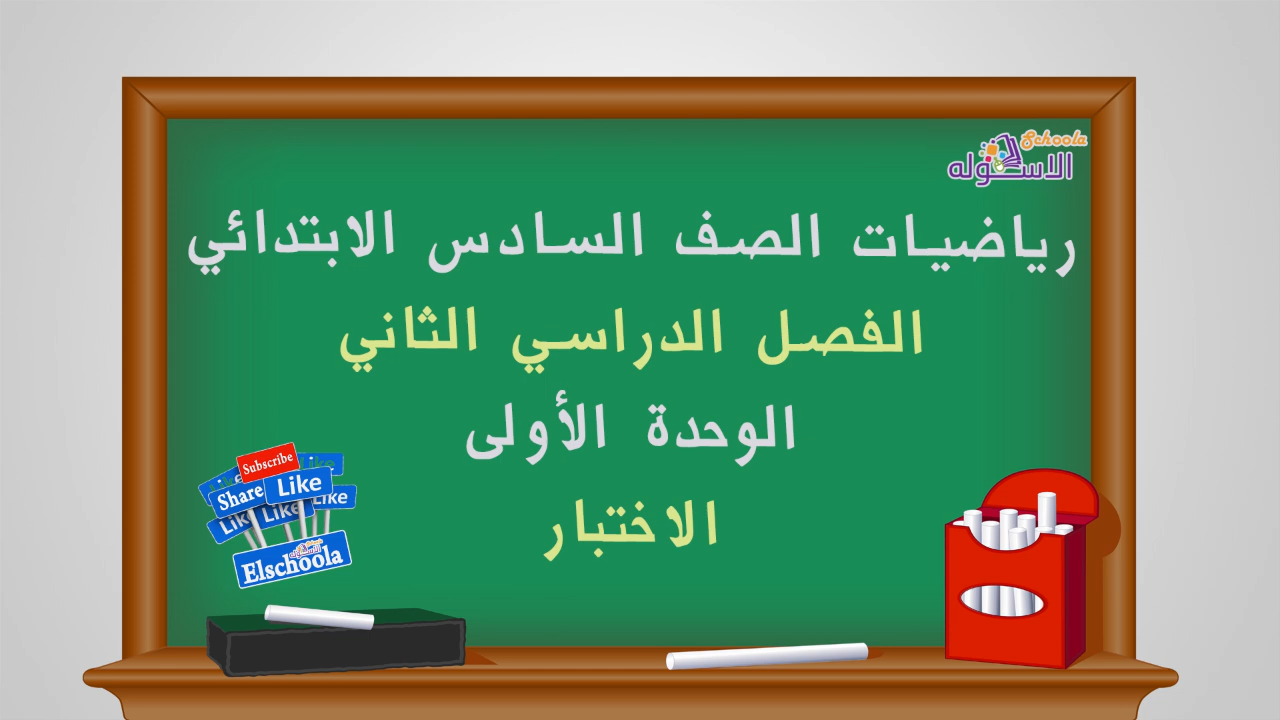 Schoola
الاسكوله
رياضيات الصف السادس الابتدائي
الفصل الدراسي الثاني
الوحدة الأولى
الاختبار
Subscribe
Like
Share
Like
Like
Like
Like
Elschoola